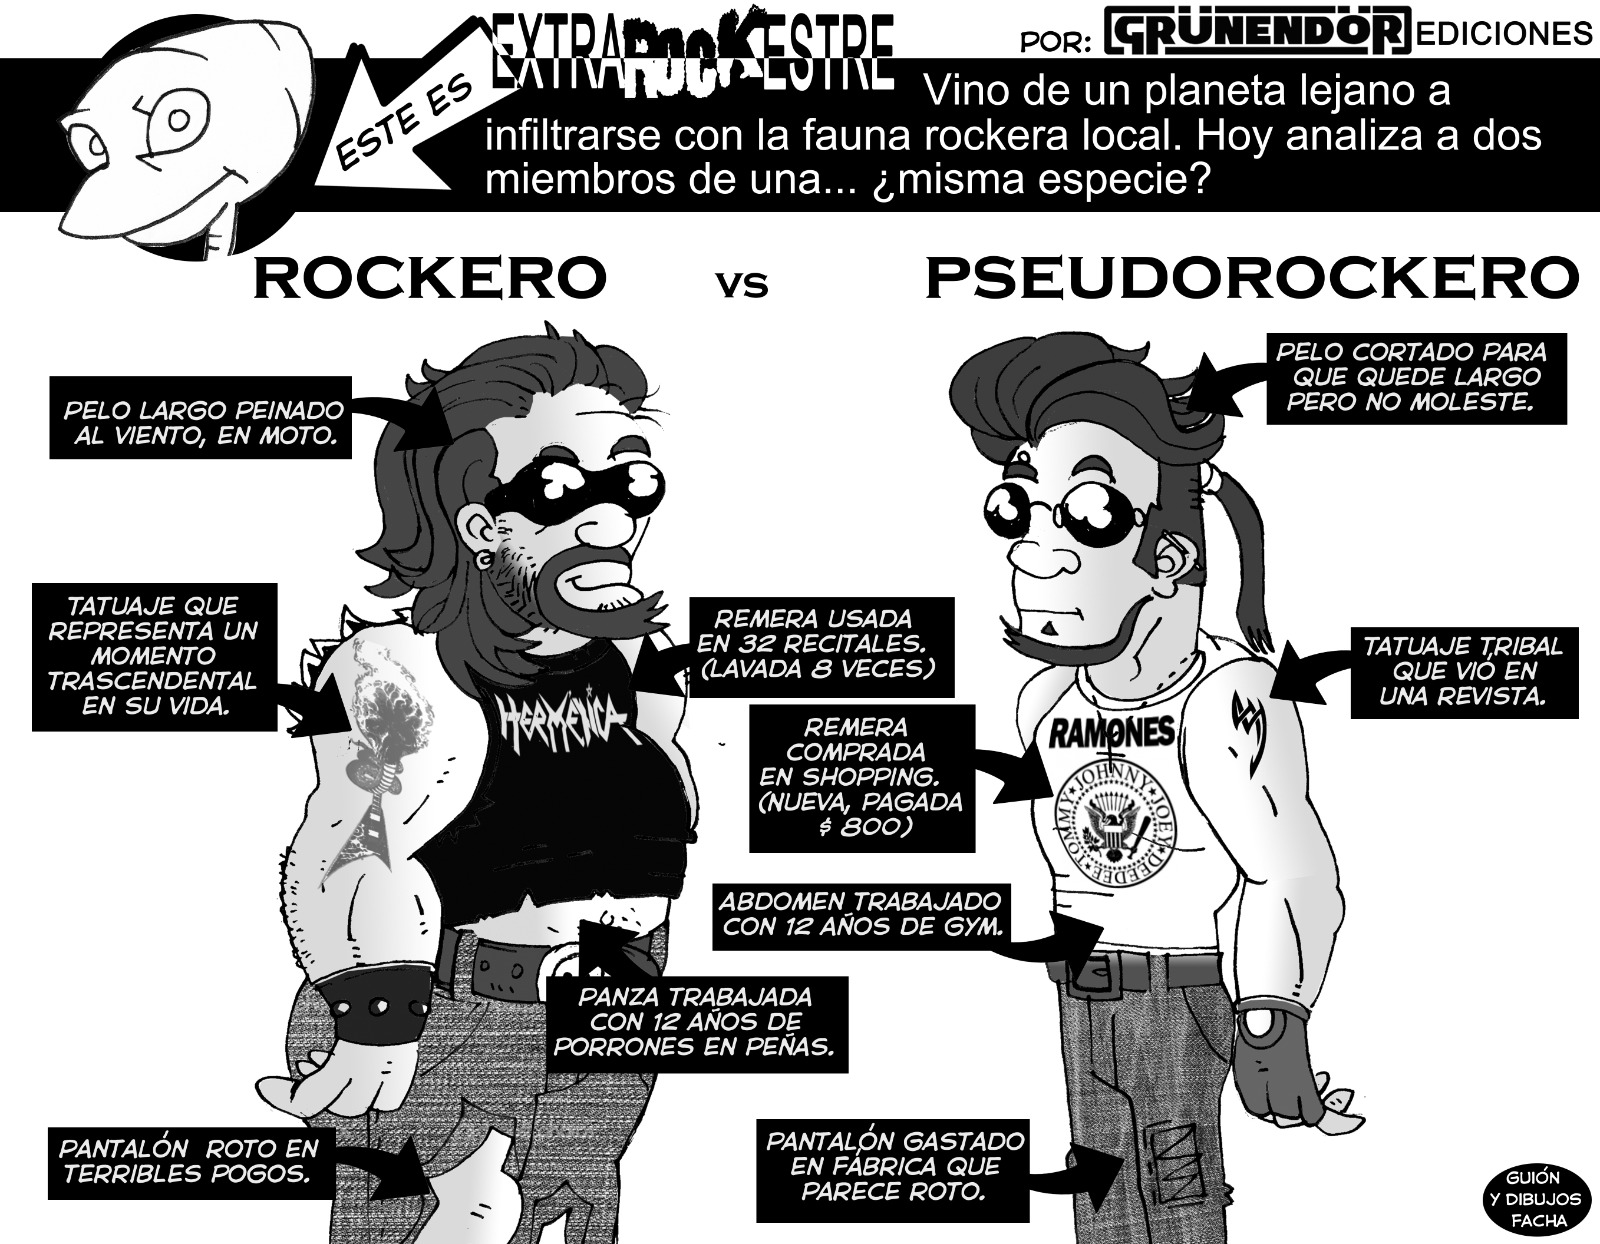 ESTE ES
EXTRAROCKESTRE
POR: GRÜNENDÖR EDICIONES
Vino de un planeta lejano a
infiltrarse con la fauna rockera local. Hoy analiza a dos
miembros de una... ¿misma especie?
ROCKERO vs PSEUDOROCKERO
PELO LARGO PEINADO
AL VIENTO, EN MOTO.
TATUAJE QUE
REPRESENTA UN
MOMENTO
TRASCENDENTAL
EN SU VIDA.
HERMÉTICA
REMERA USADA
EN 32 RECITALES.
(LAVADA 8 VECES)
PANZA TRABAJADA
CON 12 AÑOS DE
PORRONES EN PEÑAS.
PANTALÓN ROTO EN
TERRIBLES POGOS.
PELO CORTADO PARA
QUE QUEDE LARGO
PERO NO MOLESTE.
TATUAJE TRIBAL
QUE VIÓ EN
UNA REVISTA.
REMERA
COMPRADA
EN SHOPPING.
(NUEVA, PAGADA
$ 800)
RAMONES
JOHNNY JOEY DEEDEE TOMMY
ABDOMEN TRABAJADO
CON 12 AÑOS DE GYM.
PANTALÓN GASTADO
EN FÁBRICA QUE
PARECE ROTO.
GUIÓN
Y DIBUJOS
FACHA